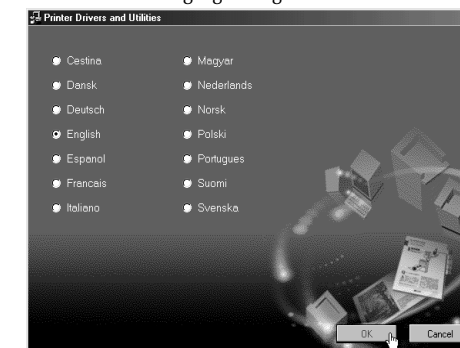 Printer Drivers and Utilities
Cestina
Dansk
Deutsch
English
Espanol
Francais
Italiano
Magyar
Nederlands
Norsk
Polski
Portugues
Suomi
Svenska
OK
Cancel